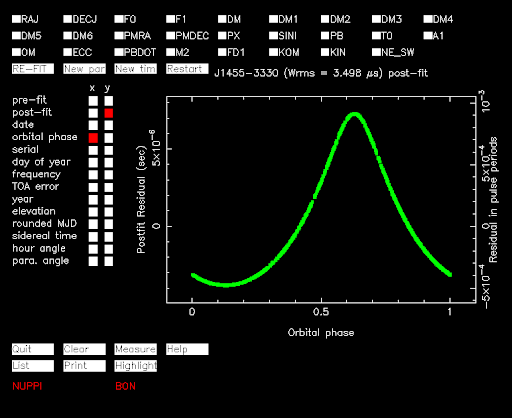 RAJ DECJ F0 F1 DM DM1 DM2 DM3 DM4
DM5 DM6 PMRA PMDEC PX SINI PB T0 A1
OM ECC PBDOT M2 FD1 KOM KIN NE_SW
RE-FIT New par New tim Restart J1455-3330 (Wrms = 3.498 μs) post-fit
x y
pre-fit
post-fit
date
orbital phase
serial
day of year
frequency
TOA error
year
elevation
rounded MJD
sidereal time
hour angle
para. angle
Postfit Residual (sec)
5×10⁻⁶
0
10⁻³
5×10⁻⁴
0
−5×10⁻⁴
Residual in pulse periods
0 0.5 1
Orbital phase
Quit Clear Measure Help
List Print Highlight
NUPPI BON